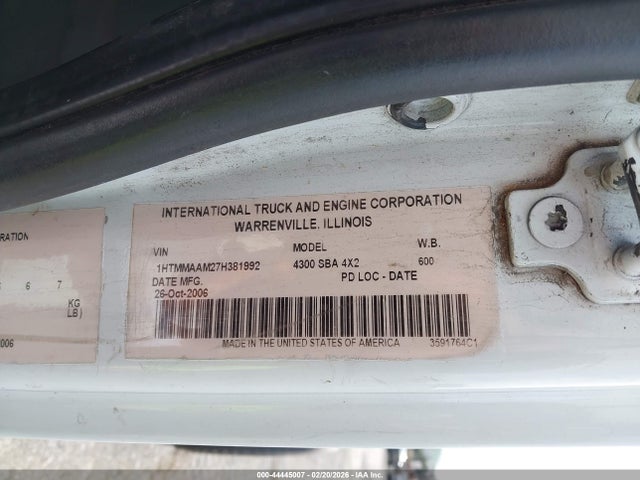 INTERNATIONAL TRUCK AND ENGINE CORPORATION
WARRENVILLE, ILLINOIS
VIN MODEL W.B.
1HTMMAAM27H381992 4300 SBA 4X2 600
DATE MFG. PD LOC - DATE
26-Oct-2006
MADE IN THE UNITED STATES OF AMERICA 3591764C1
ORATION
6 7
KG
LB)
006
000-44445007 | 02/20/2026 - IAA Inc.